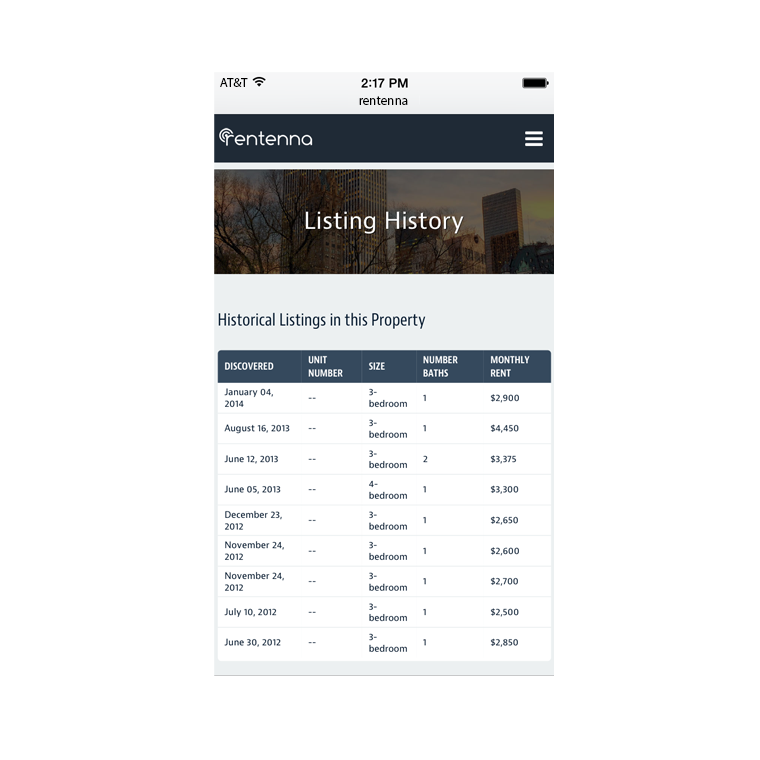 AT&T 2:17 PM
rentenna
rentenna
Listing History
Historical Listings in this Property
DISCOVERED UNIT NUMBER SIZE NUMBER BATHS MONTHLY RENT
January 04, 2014 -- 3-bedroom 1 $2,900
August 16, 2013 -- 3-bedroom 1 $4,450
June 12, 2013 -- 3-bedroom 2 $3,375
June 05, 2013 -- 4-bedroom 1 $3,300
December 23, 2012 -- 3-bedroom 1 $2,650
November 24, 2012 -- 3-bedroom 1 $2,600
November 24, 2012 -- 3-bedroom 1 $2,700
July 10, 2012 -- 3-bedroom 1 $2,500
June 30, 2012 -- 3-bedroom 1 $2,850